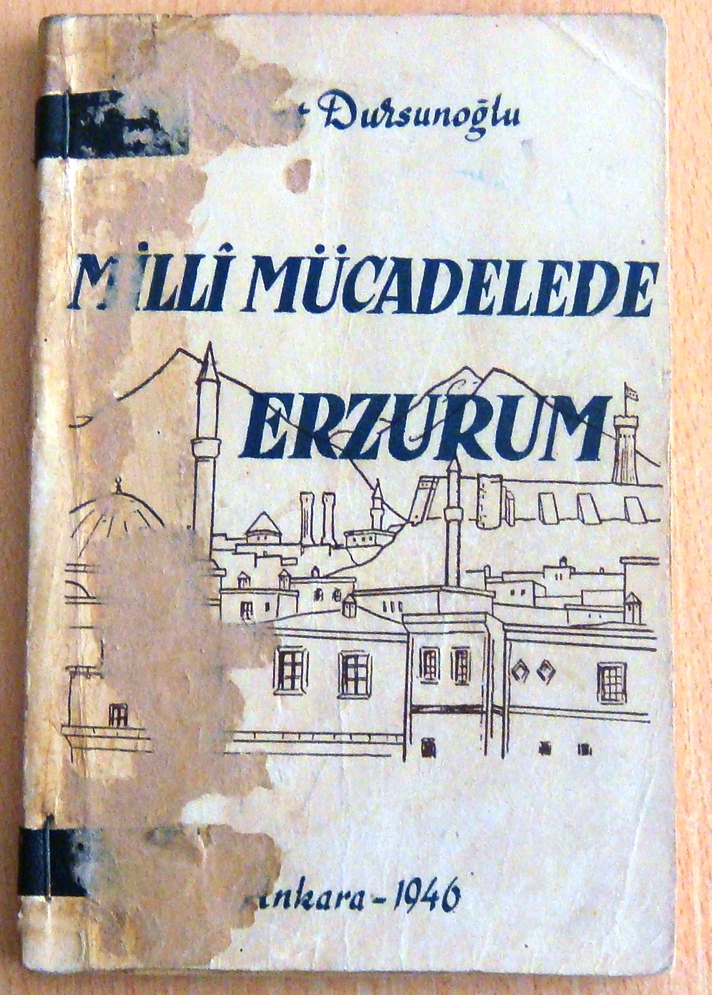 Dursunoğlu
MİLLÎ MÜCADELEDE
ERZURUM
Ankara - 1946